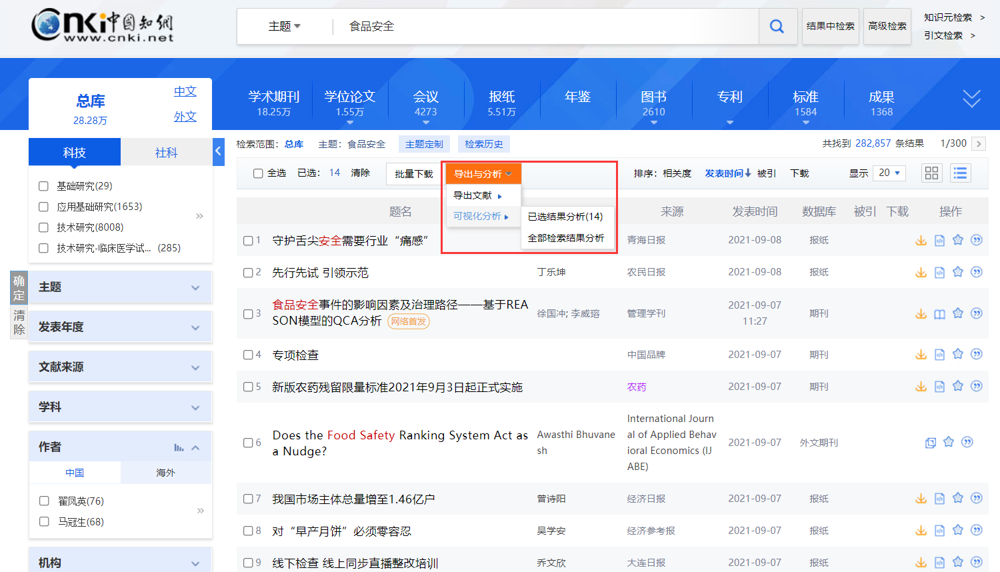 Cnki中国知網
www.cnki.net
主题
食品安全
结果中检索
高级检索
知识元检索 >
引文检索 >
总库
28.28万
中文
外文
学术期刊
18.25万
学位论文
1.55万
会议
4273
报纸
5.51万
年鉴
图书
2610
专利
标准
1584
成果
1368
科技
社科
检索范围：总库 主题：食品安全 主题定制 检索历史
共找到 282,857 条结果 1/300 >
全选 已选：14 清除 批量下载 导出与分析
排序：相关度 发表时间↓ 被引 下载 显示 20
导出文献
可视化分析
已选结果分析(14)
全部检索结果分析
基础研究(29)
应用基础研究(1653)
技术研究(8008)
技术研究-临床医学试... (285)
»
确定
清除
主题
发表年度
文献来源
学科
作者
中国 海外
翟凤英(76)
马冠生(68)
»
机构
题名 来源 发表时间 数据库 被引 下载 操作
1 守护舌尖安全需要行业“痛感” 青海日报 2021-09-08 报纸
2 先行先试 引领示范 丁乐坤 农民日报 2021-09-08 报纸
3 食品安全事件的影响因素及治理路径——基于REA
SON模型的QCA分析 网络首发 徐国冲; 李威瑢 管理学刊 2021-09-07
11:27 期刊
4 专项检查 中国品牌 2021-09-07 期刊
5 新版农药残留限量标准2021年9月3日起正式实施 农药 2021-09-07 期刊
6 Does the Food Safety Ranking System Act as
a Nudge?
Awasthi Bhuvane
sh
International Journ
al of Applied Behav
ioral Economics (IJ
ABE)
2021-09-07 外文期刊
7 我国市场主体总量增至1.46亿户 曾诗阳 经济日报 2021-09-07 报纸
8 对“早产月饼”必须零容忍 吴学安 经济参考报 2021-09-07 报纸
9 线下检查 线上同步直播整改培训 乔文欣 大连日报 2021-09-07 报纸